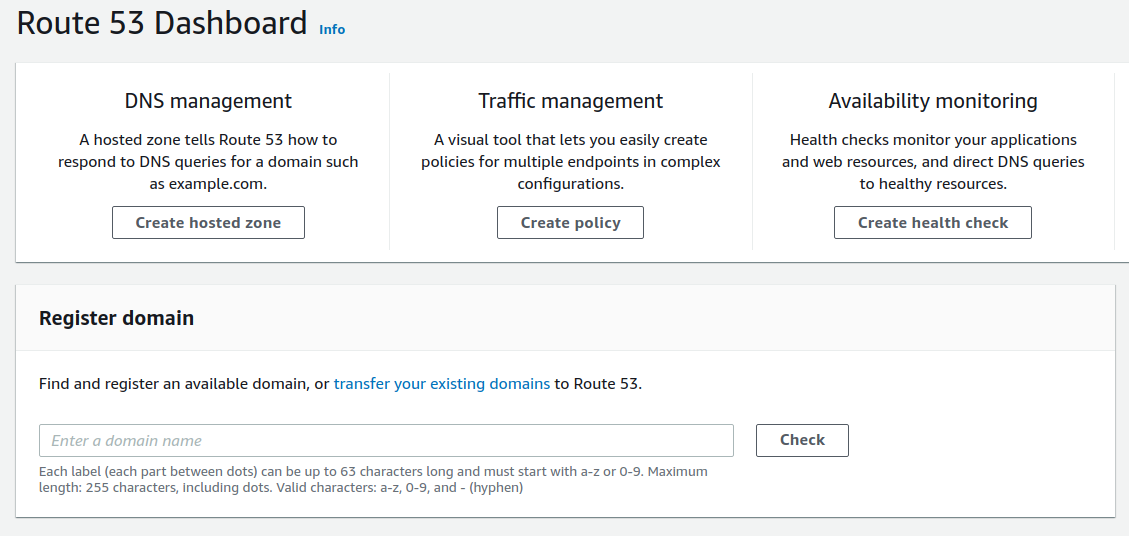 Route 53 Dashboard Info
DNS management
A hosted zone tells Route 53 how to
respond to DNS queries for a domain such
as example.com.
Create hosted zone
Traffic management
A visual tool that lets you easily create
policies for multiple endpoints in complex
configurations.
Create policy
Availability monitoring
Health checks monitor your applications
and web resources, and direct DNS queries
to healthy resources.
Create health check
Register domain
Find and register an available domain, or transfer your existing domains to Route 53.
Enter a domain name
Check
Each label (each part between dots) can be up to 63 characters long and must start with a-z or 0-9. Maximum
length: 255 characters, including dots. Valid characters: a-z, 0-9, and - (hyphen)